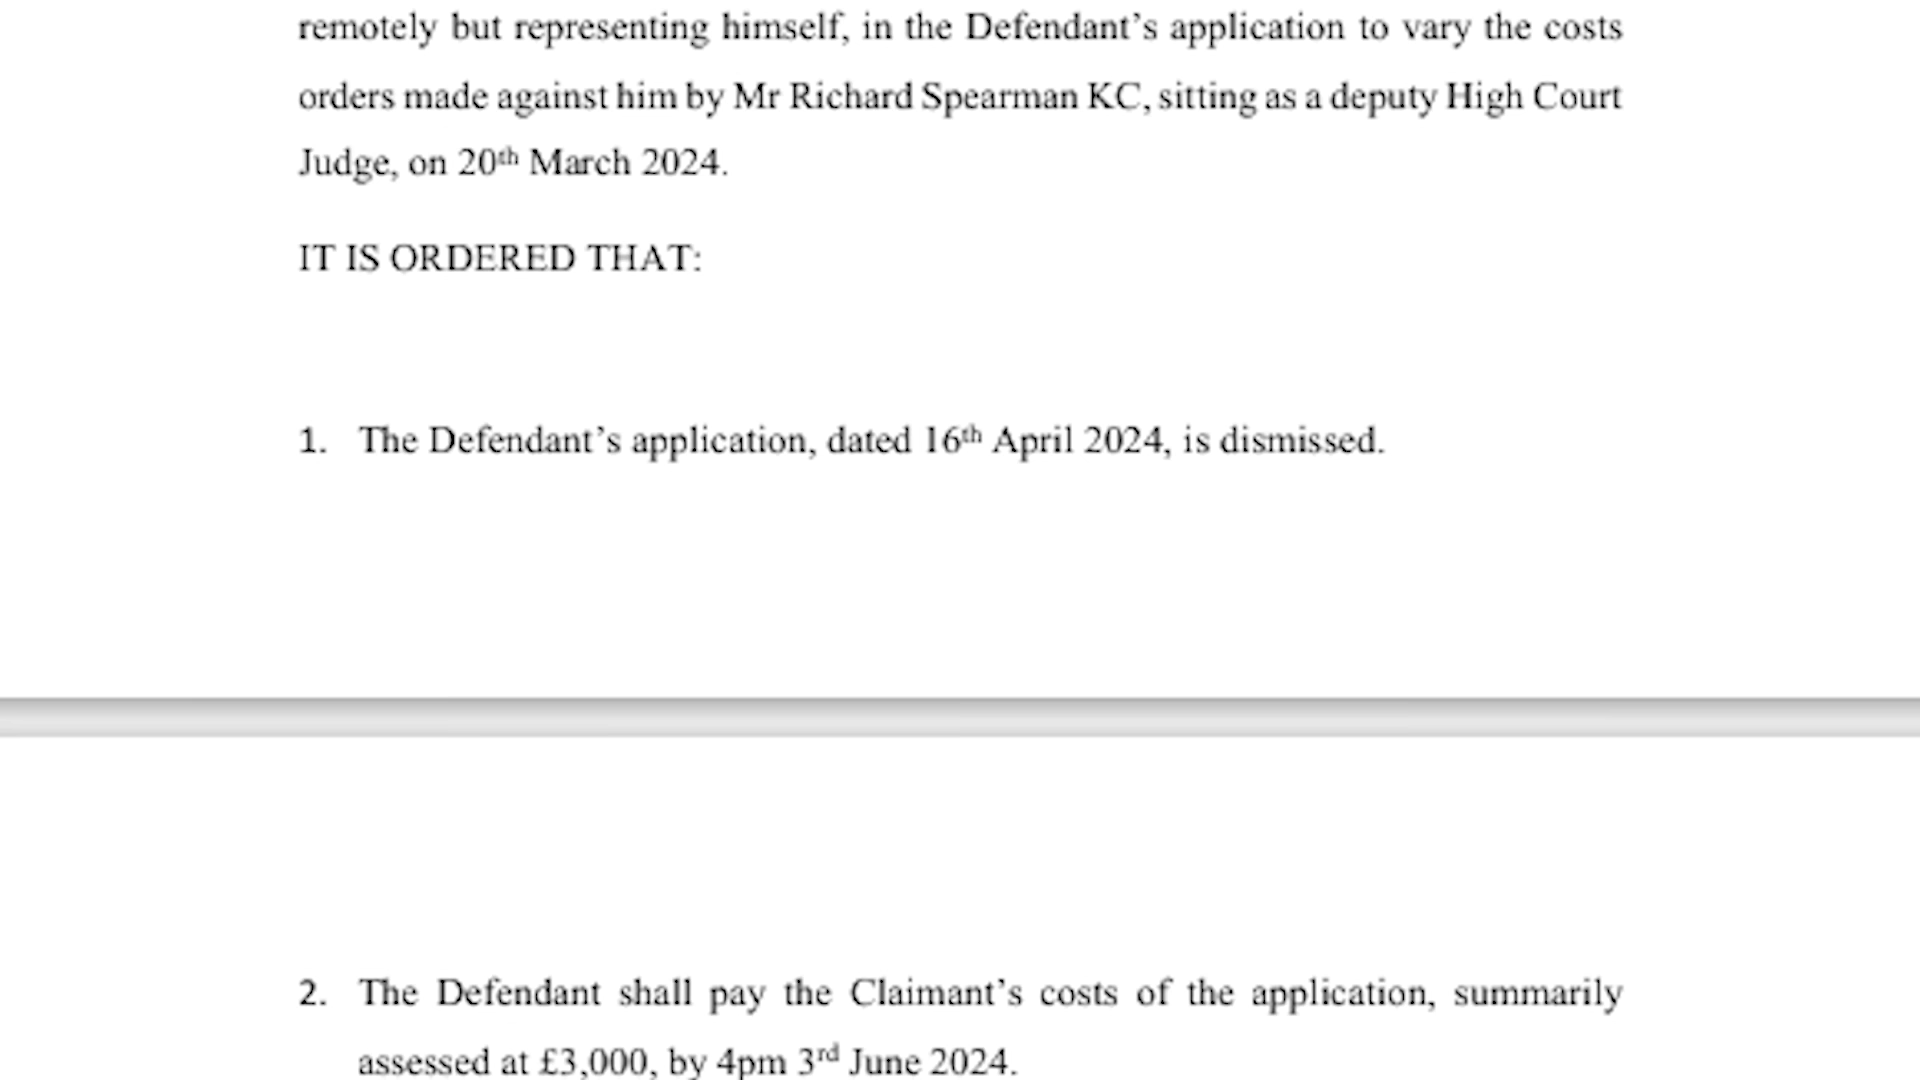 remotely but representing himself, in the Defendant’s application to vary the costs
orders made against him by Mr Richard Spearman KC, sitting as a deputy High Court
Judge, on 20th March 2024.
IT IS ORDERED THAT:
1. The Defendant’s application, dated 16th April 2024, is dismissed.
2. The Defendant shall pay the Claimant’s costs of the application, summarily
assessed at £3,000, by 4pm 3rd June 2024.